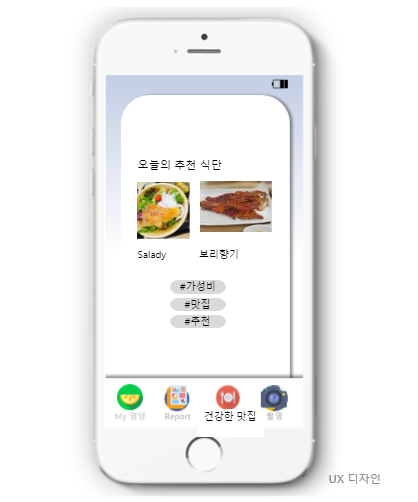 오늘의 추천 식단
Salady 브리향기
#가성비
#맛집
#추천
My 영양 Report 건강한 맛집 촬영
UX 디자인